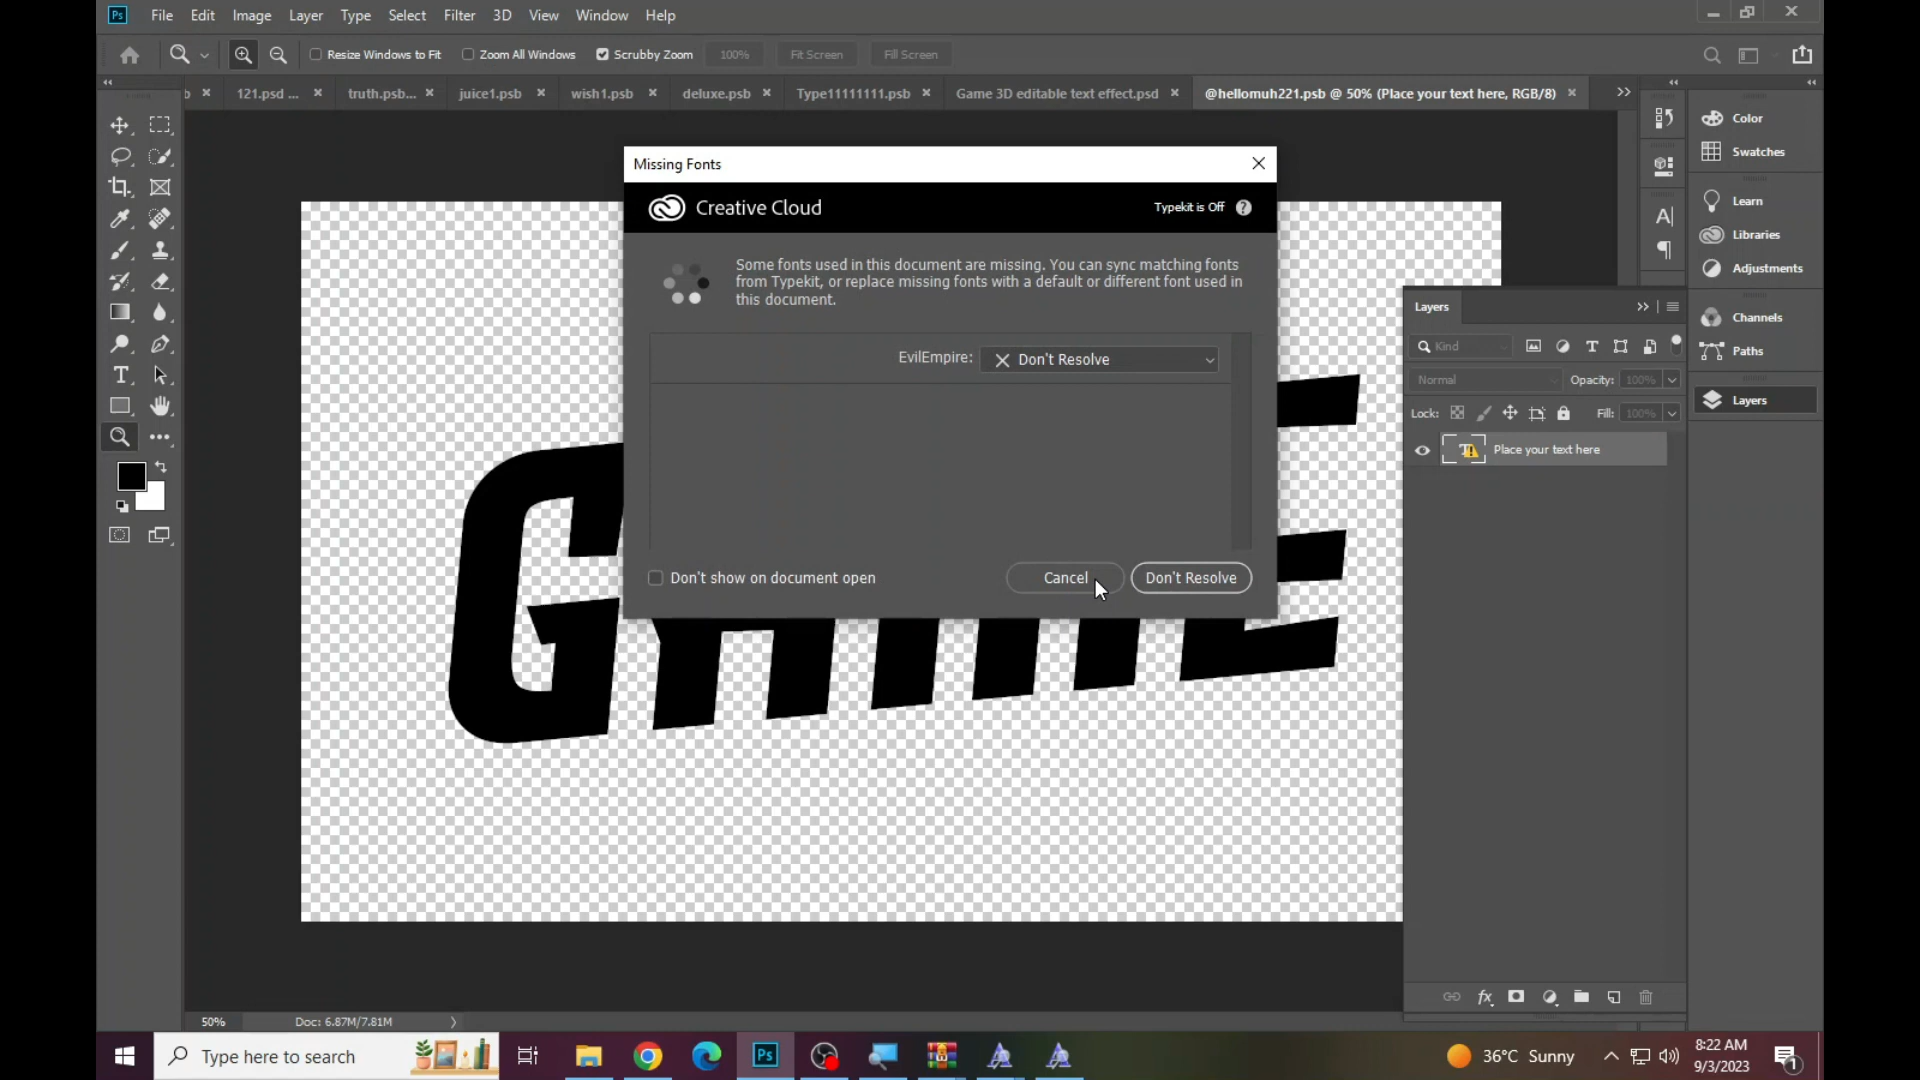 Ps File Edit Image Layer Type Select Filter 3D View Window Help
Resize Windows to Fit Zoom All Windows Scrubby Zoom 100% Fit Screen Fill Screen
b × 121.psd ... × truth.psb... × juice1.psb × wish1.psb × deluxe.psb × Type11111111.psb × Game 3D editable text effect.psd × @hellomuh221.psb @ 50% (Place your text here, RGB/8) ×
Missing Fonts
Creative Cloud
Typekit is Off ?
Some fonts used in this document are missing. You can sync matching fonts
from Typekit, or replace missing fonts with a default or different font used in
this document.
EvilEmpire: Don't Resolve
Don't show on document open
Cancel
Don't Resolve
GAME
Color
Swatches
Learn
Libraries
Adjustments
Channels
Paths
Layers
Layers
Kind
Normal Opacity: 100%
Lock: Fill: 100%
Place your text here
50% Doc: 6.87M/7.81M
Type here to search
Ps
36°C Sunny
8:22 AM
9/3/2023
1